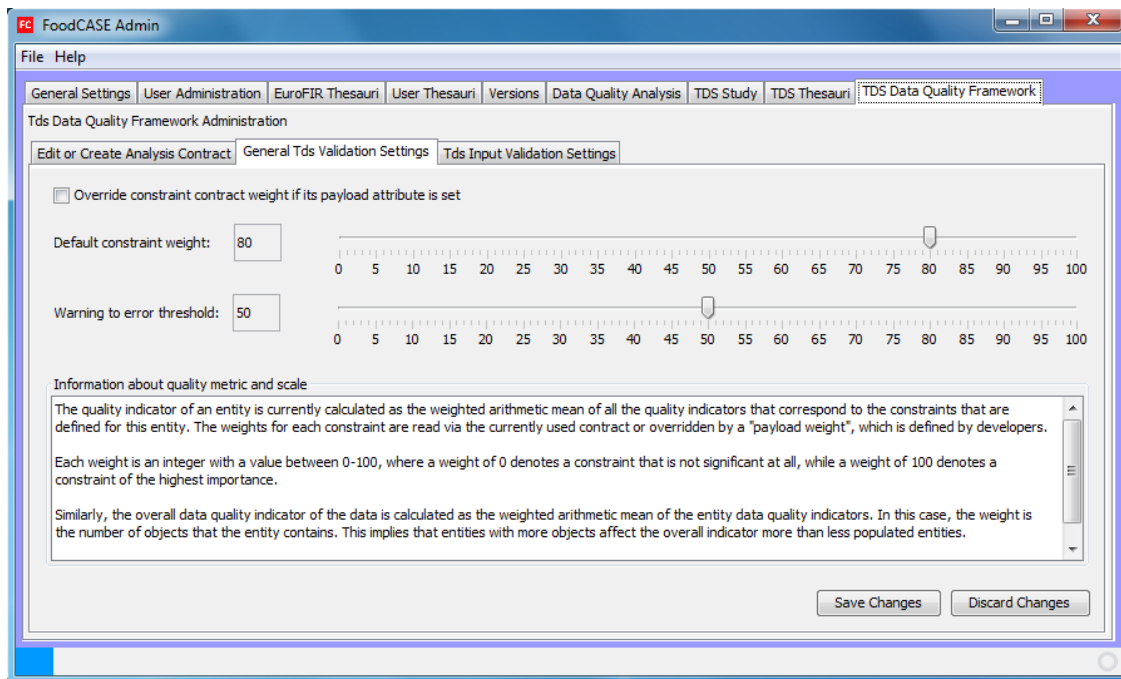 FC FoodCASE Admin
File Help
General Settings User Administration EuroFIR Thesauri User Thesauri Versions Data Quality Analysis TDS Study TDS Thesauri TDS Data Quality Framework
Tds Data Quality Framework Administration
Edit or Create Analysis Contract General Tds Validation Settings Tds Input Validation Settings
Override constraint contract weight if its payload attribute is set
Default constraint weight: 80
0 5 10 15 20 25 30 35 40 45 50 55 60 65 70 75 80 85 90 95 100
Warning to error threshold: 50
0 5 10 15 20 25 30 35 40 45 50 55 60 65 70 75 80 85 90 95 100
Information about quality metric and scale
The quality indicator of an entity is currently calculated as the weighted arithmetic mean of all the quality indicators that correspond to the constraints that are
defined for this entity. The weights for each constraint are read via the currently used contract or overridden by a "payload weight", which is defined by developers.
Each weight is an integer with a value between 0-100, where a weight of 0 denotes a constraint that is not significant at all, while a weight of 100 denotes a
constraint of the highest importance.
Similarly, the overall data quality indicator of the data is calculated as the weighted arithmetic mean of the entity data quality indicators. In this case, the weight is
the number of objects that the entity contains. This implies that entities with more objects affect the overall indicator more than less populated entities.
Save Changes Discard Changes